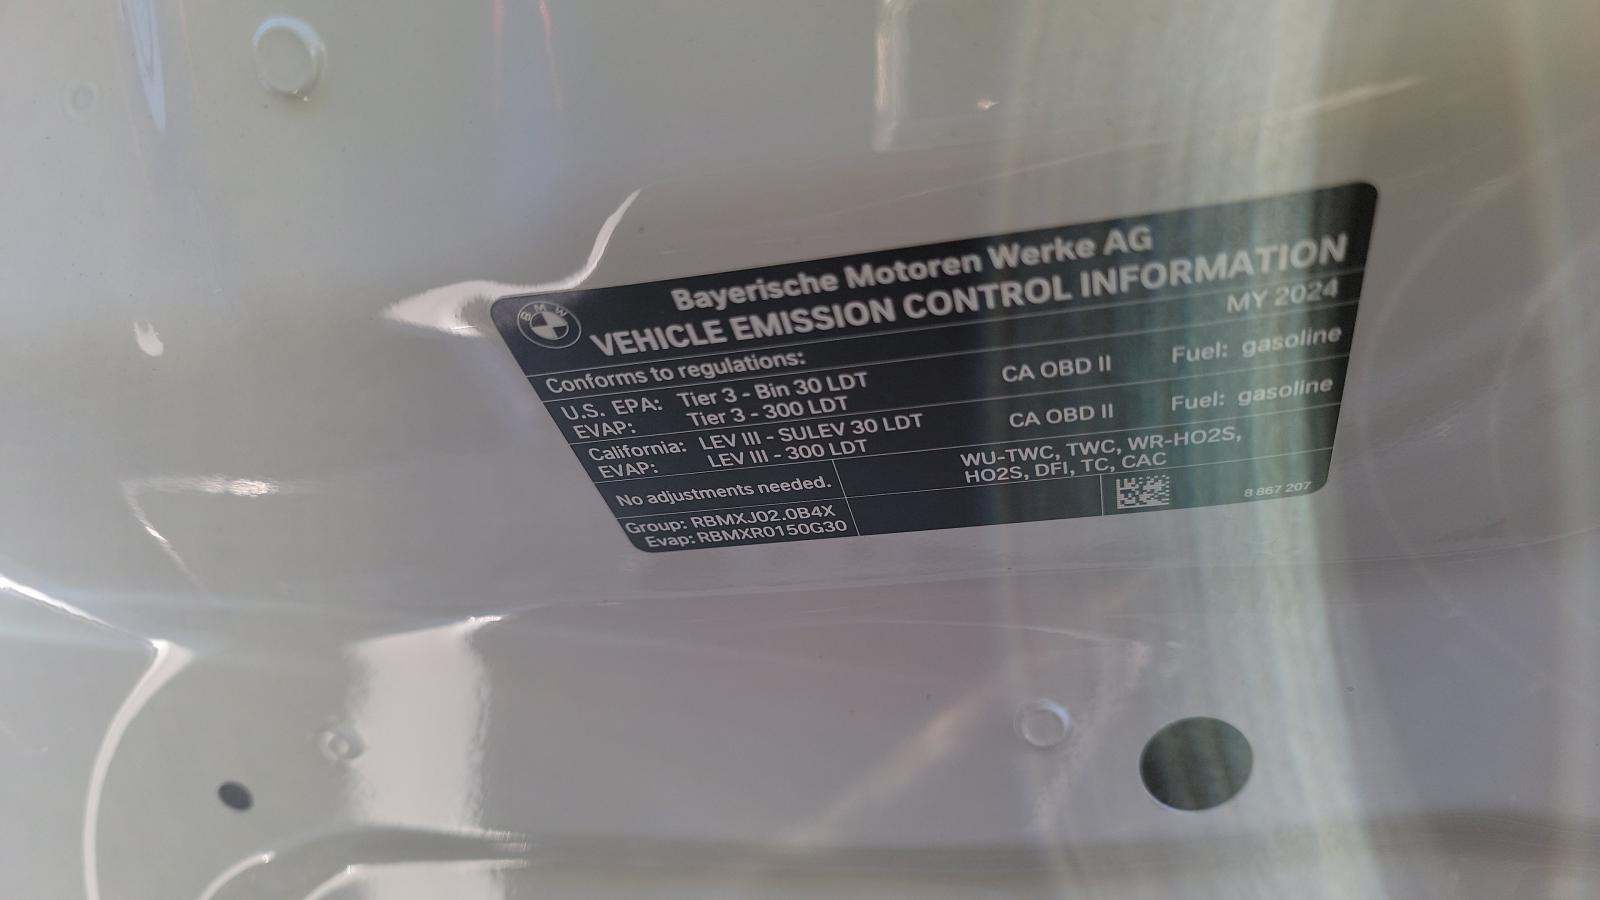 BMW
Bayerische Motoren Werke AG
VEHICLE EMISSION CONTROL INFORMATION
MY 2024
Conforms to regulations:
U.S. EPA: Tier 3 - Bin 30 LDT CA OBD II Fuel: gasoline
EVAP: Tier 3 - 300 LDT
California: LEV III - SULEV 30 LDT CA OBD II Fuel: gasoline
EVAP: LEV III - 300 LDT
No adjustments needed.
WU-TWC, TWC, WR-HO2S,
HO2S, DFI, TC, CAC
Group: RBMXJ02.0B4X
Evap: RBMXR0150G30
8 867 207